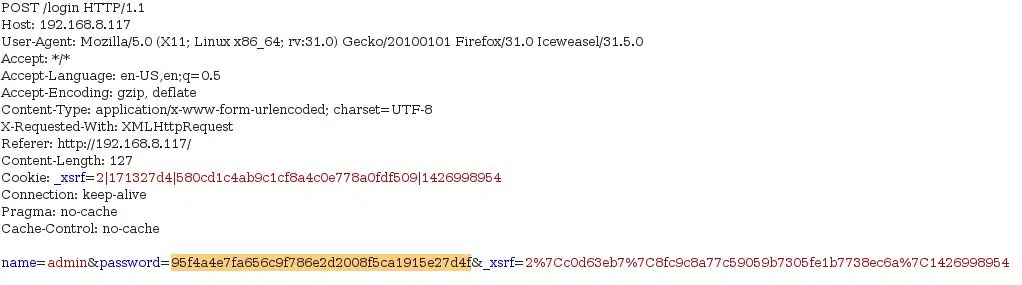 POST /login HTTP/1.1
Host: 192.168.8.117
User-Agent: Mozilla/5.0 (X11; Linux x86_64; rv:31.0) Gecko/20100101 Firefox/31.0 Iceweasel/31.5.0
Accept: */*
Accept-Language: en-US,en;q=0.5
Accept-Encoding: gzip, deflate
Content-Type: application/x-www-form-urlencoded; charset=UTF-8
X-Requested-With: XMLHttpRequest
Referer: http://192.168.8.117/
Content-Length: 127
Cookie: _xsrf=2|171327d4|580cd1c4ab9c1cf8a4c0e778a0fdf509|1426998954
Connection: keep-alive
Pragma: no-cache
Cache-Control: no-cache
name=admin&password=95f4a4e7fa656c9f786e2d2008f5ca1915e27d4f&_xsrf=2%7Cc0d63eb7%7C8fc9c8a77c59059b7305fe1b7738ec6a%7C1426998954